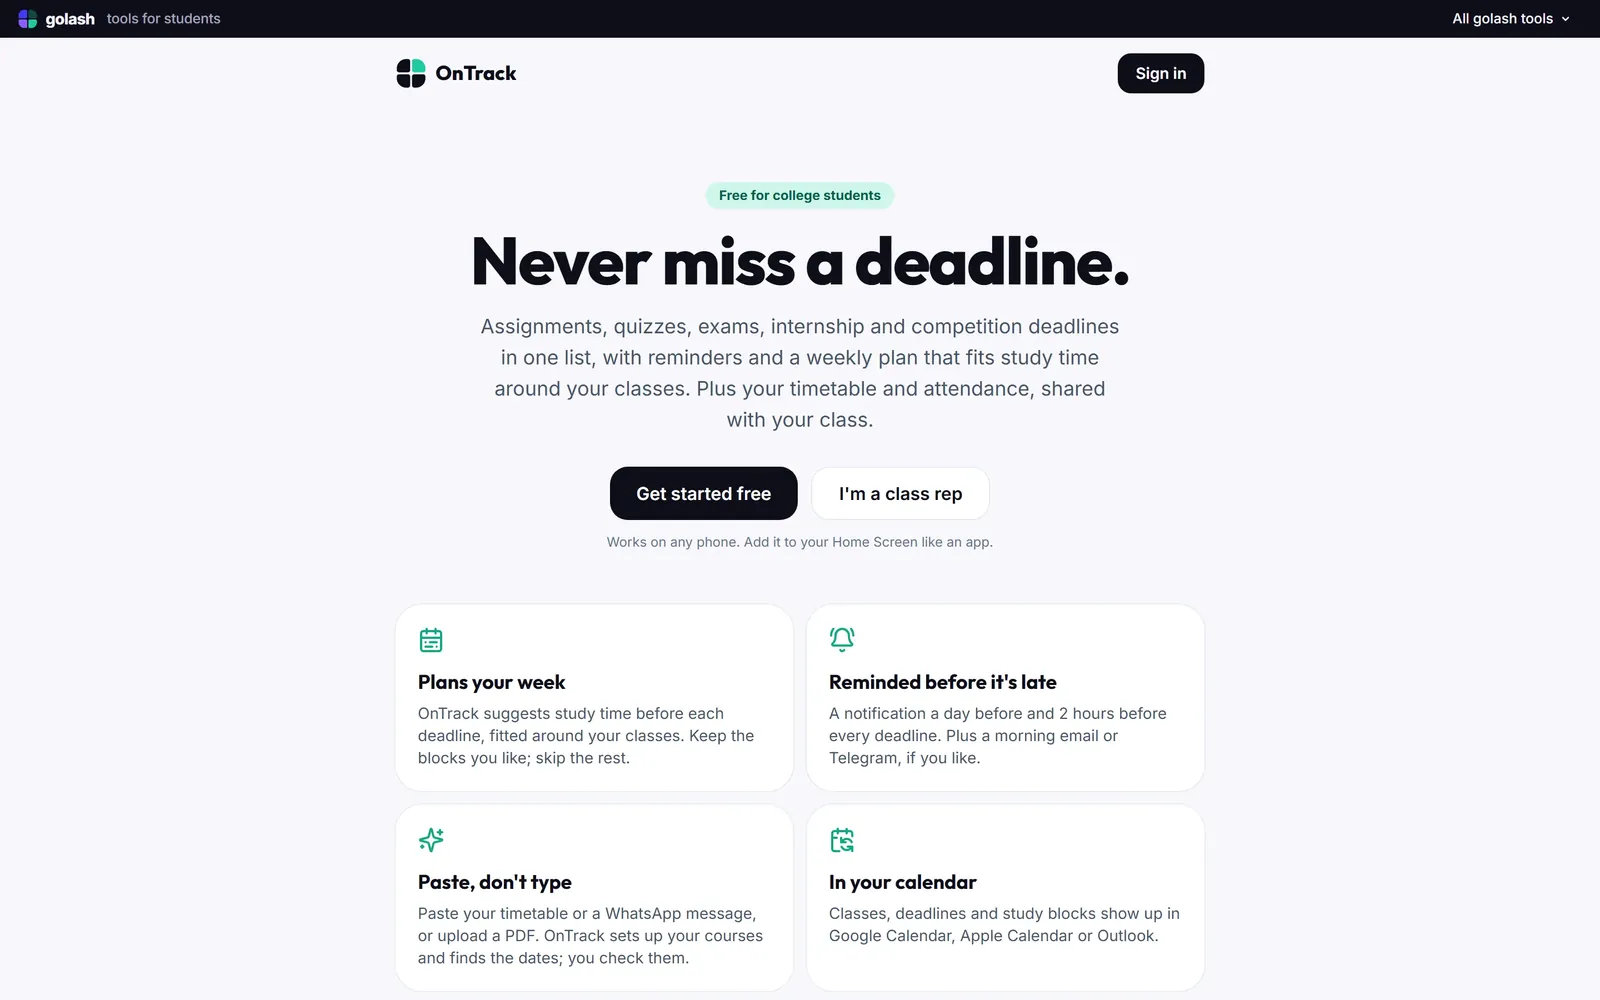 golash tools for students
All golash tools
OnTrack
Sign in
Free for college students
Never miss a deadline.
Assignments, quizzes, exams, internship and competition deadlines
in one list, with reminders and a weekly plan that fits study time
around your classes. Plus your timetable and attendance, shared
with your class.
Get started free
I'm a class rep
Works on any phone. Add it to your Home Screen like an app.
Plans your week
OnTrack suggests study time before each
deadline, fitted around your classes. Keep the
blocks you like; skip the rest.
Reminded before it's late
A notification a day before and 2 hours before
every deadline. Plus a morning email or
Telegram, if you like.
Paste, don't type
Paste your timetable or a WhatsApp message,
or upload a PDF. OnTrack sets up your courses
and finds the dates; you check them.
In your calendar
Classes, deadlines and study blocks show up in
Google Calendar, Apple Calendar or Outlook.